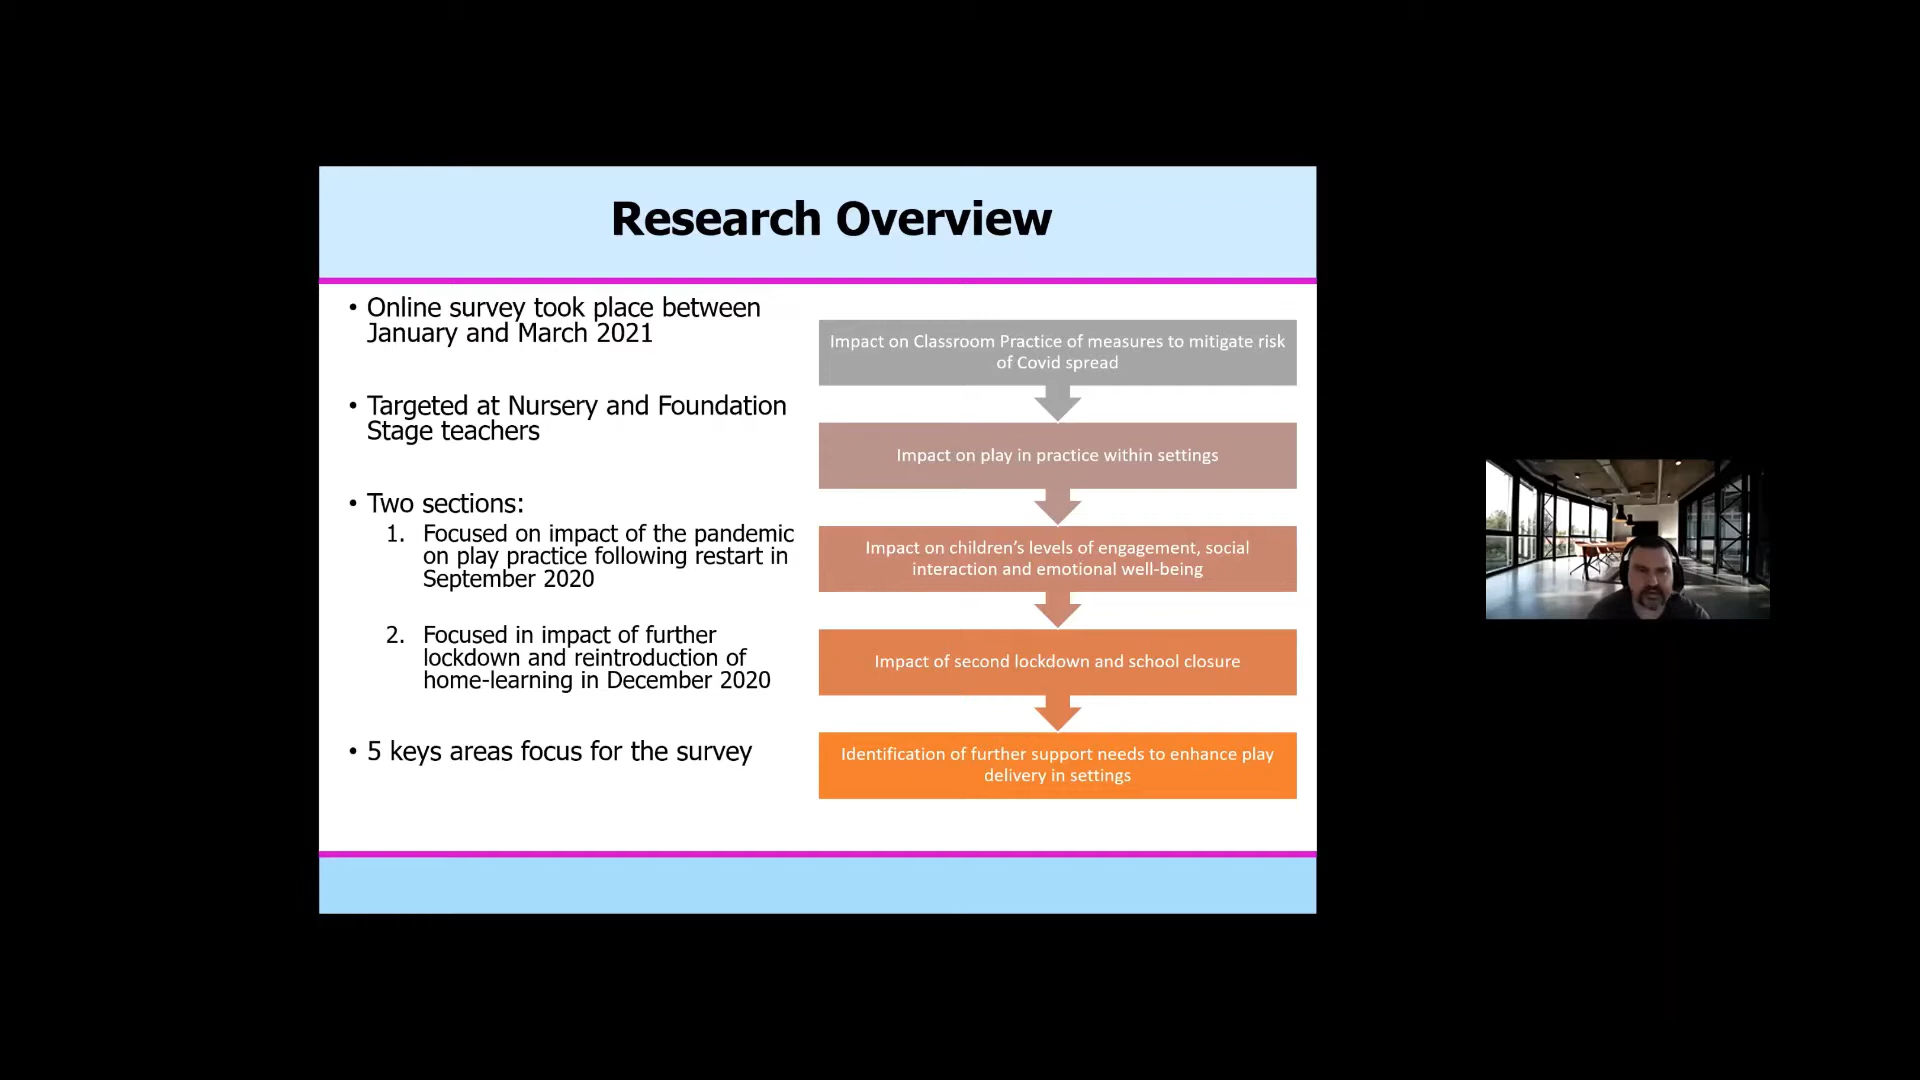 Research Overview
• Online survey took place between
January and March 2021
• Targeted at Nursery and Foundation
Stage teachers
• Two sections:
1. Focused on impact of the pandemic
on play practice following restart in
September 2020
2. Focused in impact of further
lockdown and reintroduction of
home-learning in December 2020
• 5 keys areas focus for the survey
Impact on Classroom Practice of measures to mitigate risk
of Covid spread
Impact on play in practice within settings
Impact on children’s levels of engagement, social
interaction and emotional well-being
Impact of second lockdown and school closure
Identification of further support needs to enhance play
delivery in settings